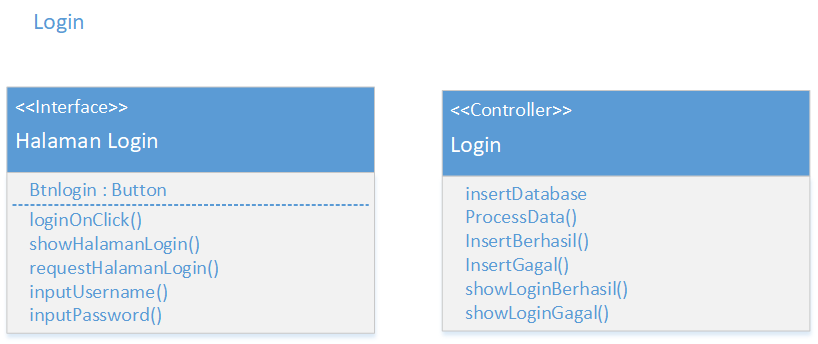 Login
<<Interface>>
Halaman Login
Btnlogin : Button
loginOnClick()
showHalamanLogin()
requestHalamanLogin()
inputUsername()
inputPassword()
<<Controller>>
Login
insertDatabase
ProcessData()
InsertBerhasil()
InsertGagal()
showLoginBerhasil()
showLoginGagal()